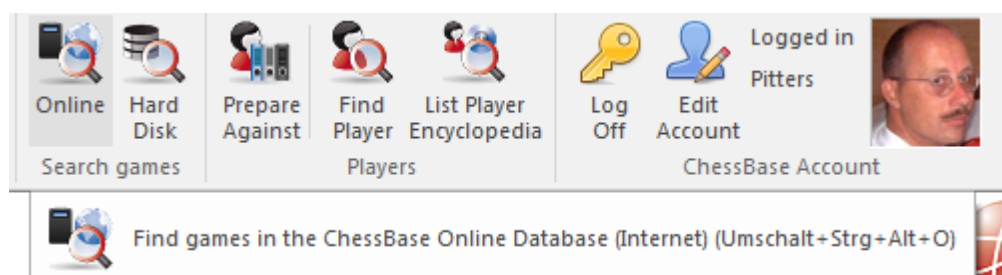 Online
Hard
Disk
Search games
Prepare
Against
Find
Player
List Player
Encyclopedia
Players
Log
Off
Edit
Account
Logged in
Pitters
ChessBase Account
Find games in the ChessBase Online Database (Internet) (Umschalt+Strg+Alt+O)